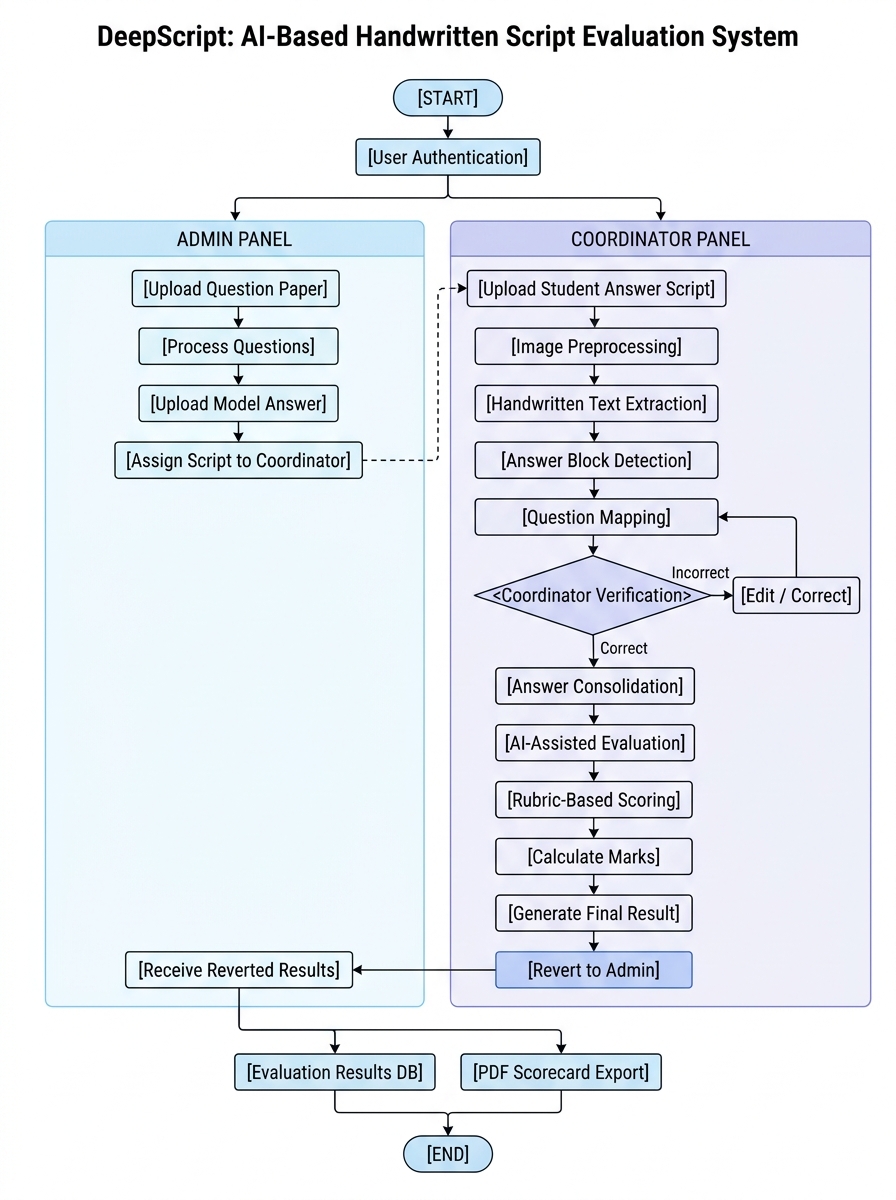 DeepScript: AI-Based Handwritten Script Evaluation System
[START]
[User Authentication]
ADMIN PANEL
[Upload Question Paper]
[Process Questions]
[Upload Model Answer]
[Assign Script to Coordinator]
COORDINATOR PANEL
[Upload Student Answer Script]
[Image Preprocessing]
[Handwritten Text Extraction]
[Answer Block Detection]
[Question Mapping]
<Coordinator Verification>
Incorrect
[Edit / Correct]
Correct
[Answer Consolidation]
[AI-Assisted Evaluation]
[Rubric-Based Scoring]
[Calculate Marks]
[Generate Final Result]
[Revert to Admin]
[Receive Reverted Results]
[Evaluation Results DB]
[PDF Scorecard Export]
[END]